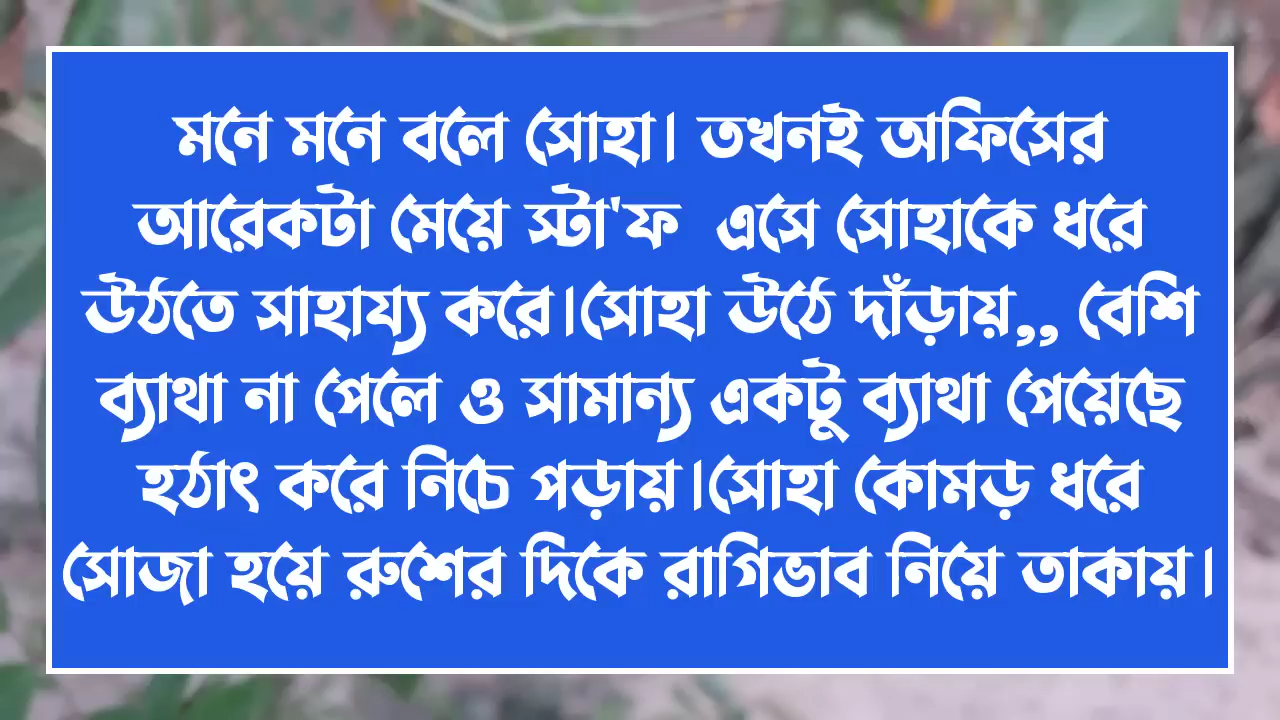 মনে মনে বলে সোহা। তখনই অফিসের
আরেকটা মেয়ে স্টা'ফ  এসে সোহাকে ধরে
উঠতে সাহায্য করে।সোহা উঠে দাঁড়ায়,, বেশি
ব্যাথা না পেলে ও সামান্য একটু ব্যাথা পেয়েছে
হঠাৎ করে নিচে পড়ায়।সোহা কোমড় ধরে
সোজা হয়ে রুশের দিকে রাগিভাব নিয়ে তাকায়।